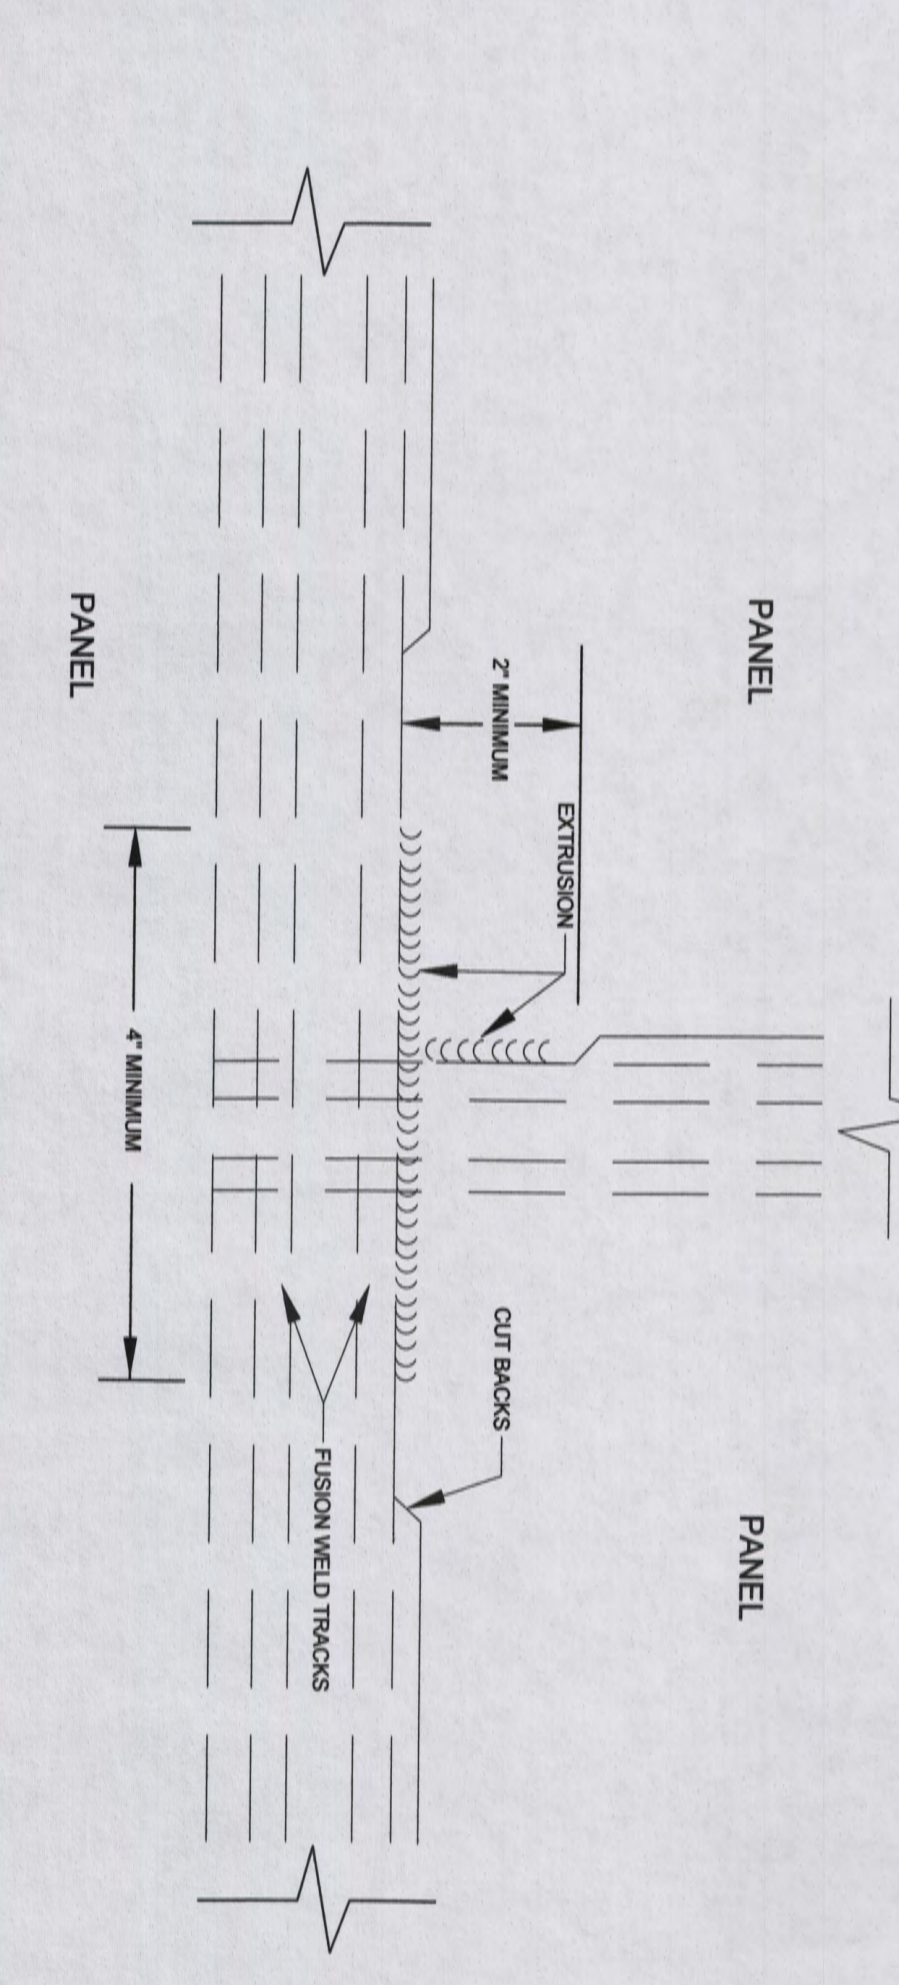 PANEL
PANEL
2" MINIMUM
EXTRUSION
CUT BACKS
FUSION WELD TRACKS
4" MINIMUM
PANEL